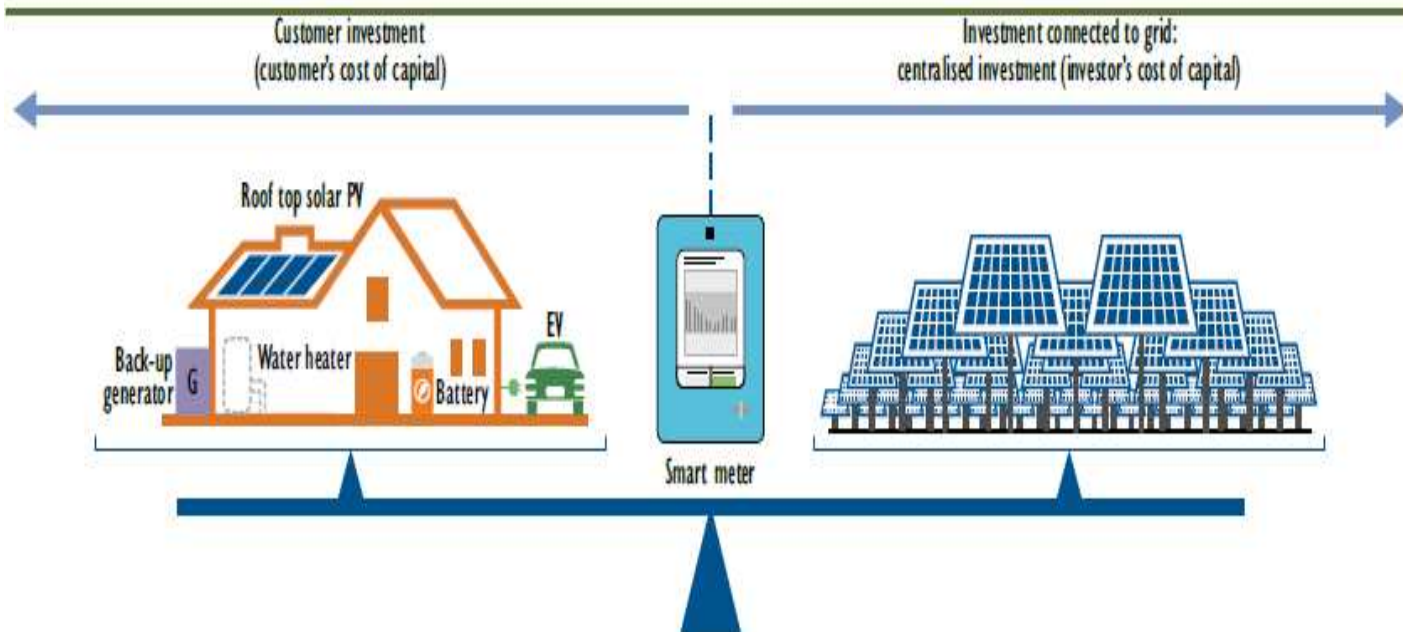 Customer investment
(customer's cost of capital)
Investment connected to grid:
centralised investment (investor's cost of capital)
Roof top solar PV
EV
Back-up
generator
G
Water heater
Battery
Smart meter